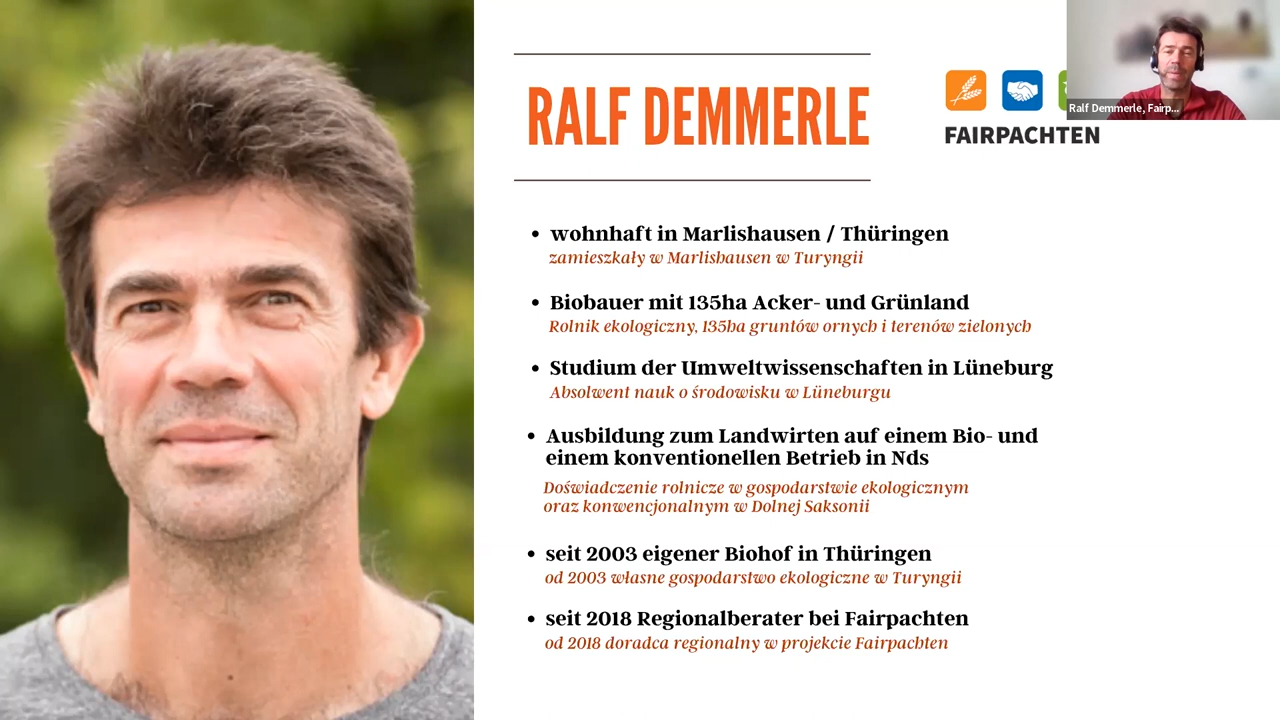 RALF DEMMERLE
FAIRPACHTEN
Ralf Demmerle, Fairp...
• wohnhaft in Marlishausen / Thüringen
zamieszkały w Marlishausen w Turyngii
• Biobauer mit 135ha Acker- und Grünland
Rolnik ekologiczny, 135ha gruntów ornych i terenów zielonych
• Studium der Umweltwissenschaften in Lüneburg
Absolwent nauk o środowisku w Lüneburgu
• Ausbildung zum Landwirten auf einem Bio- und
einem konventionellen Betrieb in Nds
Doświadczenie rolnicze w gospodarstwie ekologicznym
oraz konwencjonalnym w Dolnej Saksonii
• seit 2003 eigener Biohof in Thüringen
od 2003 własne gospodarstwo ekologiczne w Turyngii
• seit 2018 Regionalberater bei Fairpachten
od 2018 doradca regionalny w projekcie Fairpachten